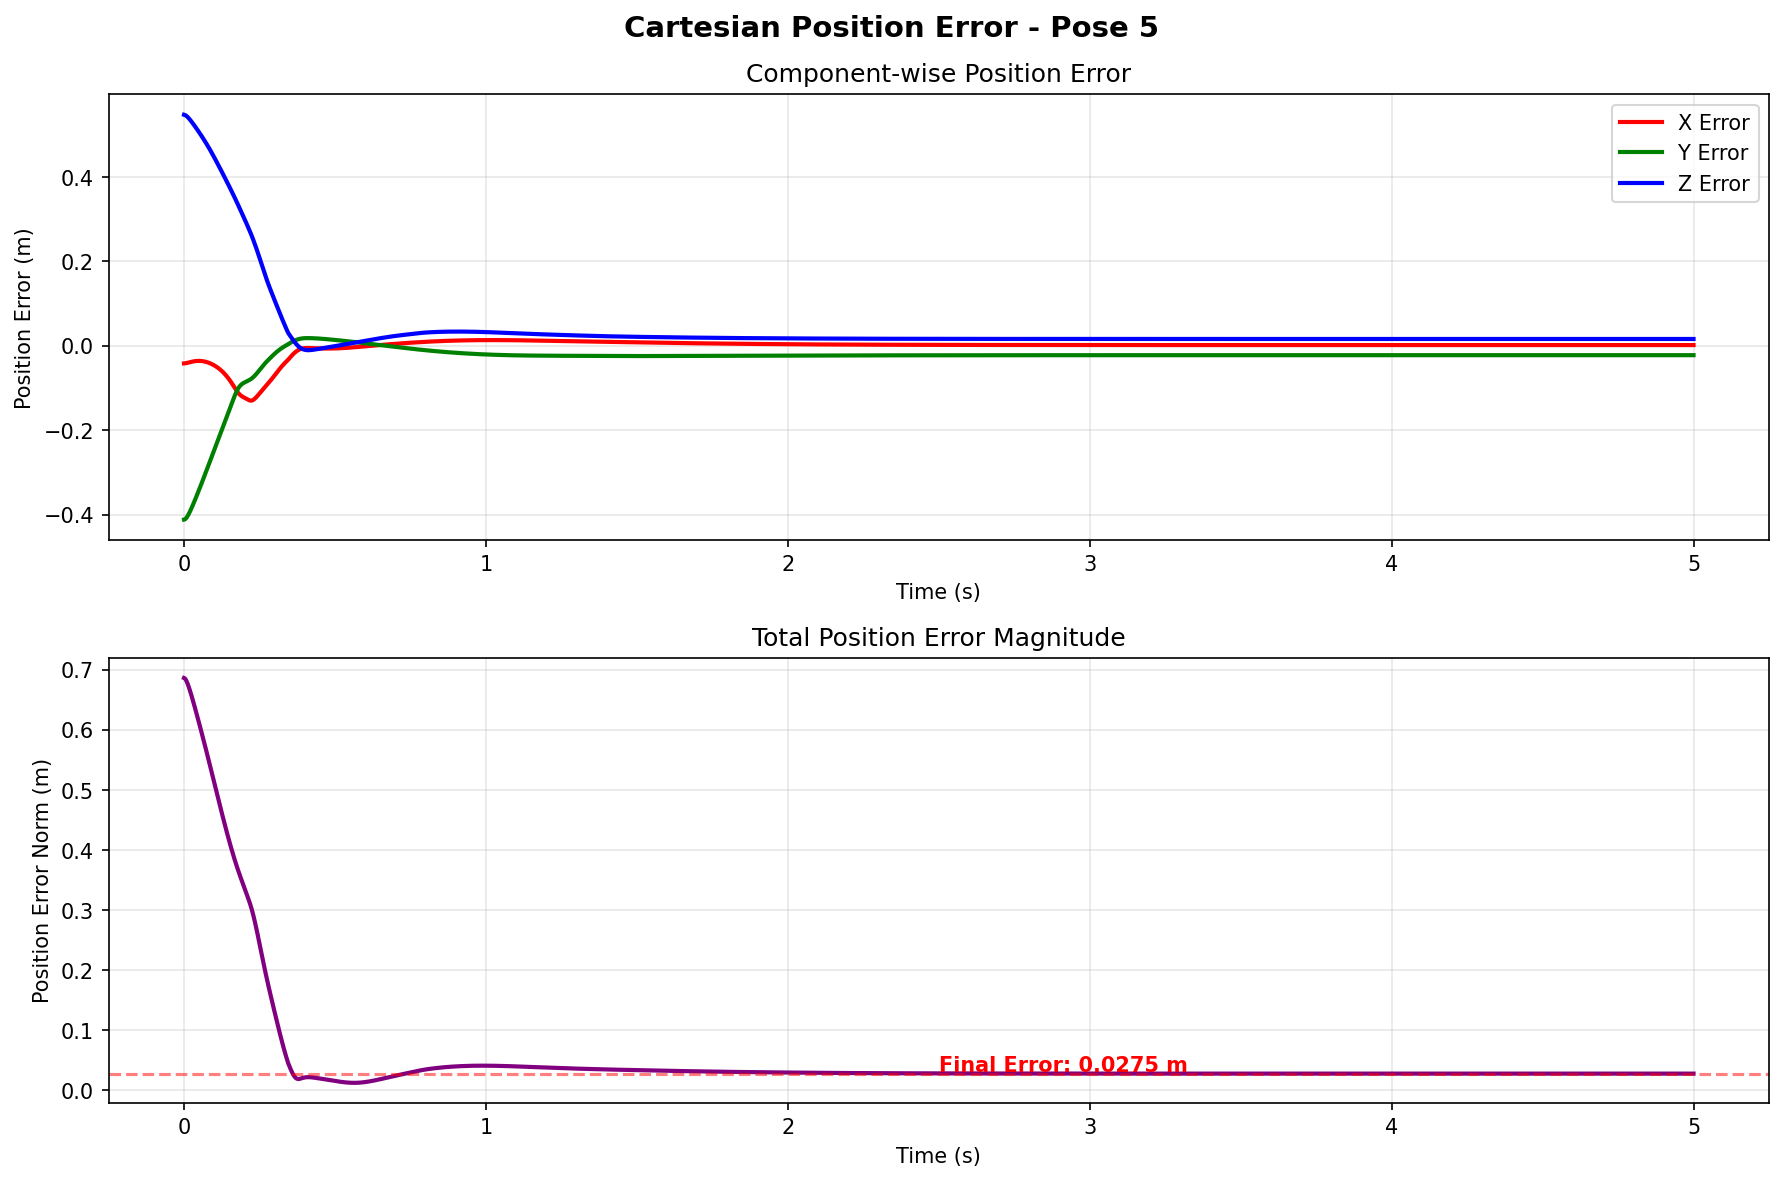 Cartesian Position Error - Pose 5
Component-wise Position Error
X Error
Y Error
Z Error
Position Error (m)
0.4
0.2
0.0
−0.2
−0.4
0 1 2 3 4 5
Time (s)
Total Position Error Magnitude
Position Error Norm (m)
0.7
0.6
0.5
0.4
0.3
0.2
0.1
0.0
Final Error: 0.0275 m
0 1 2 3 4 5
Time (s)